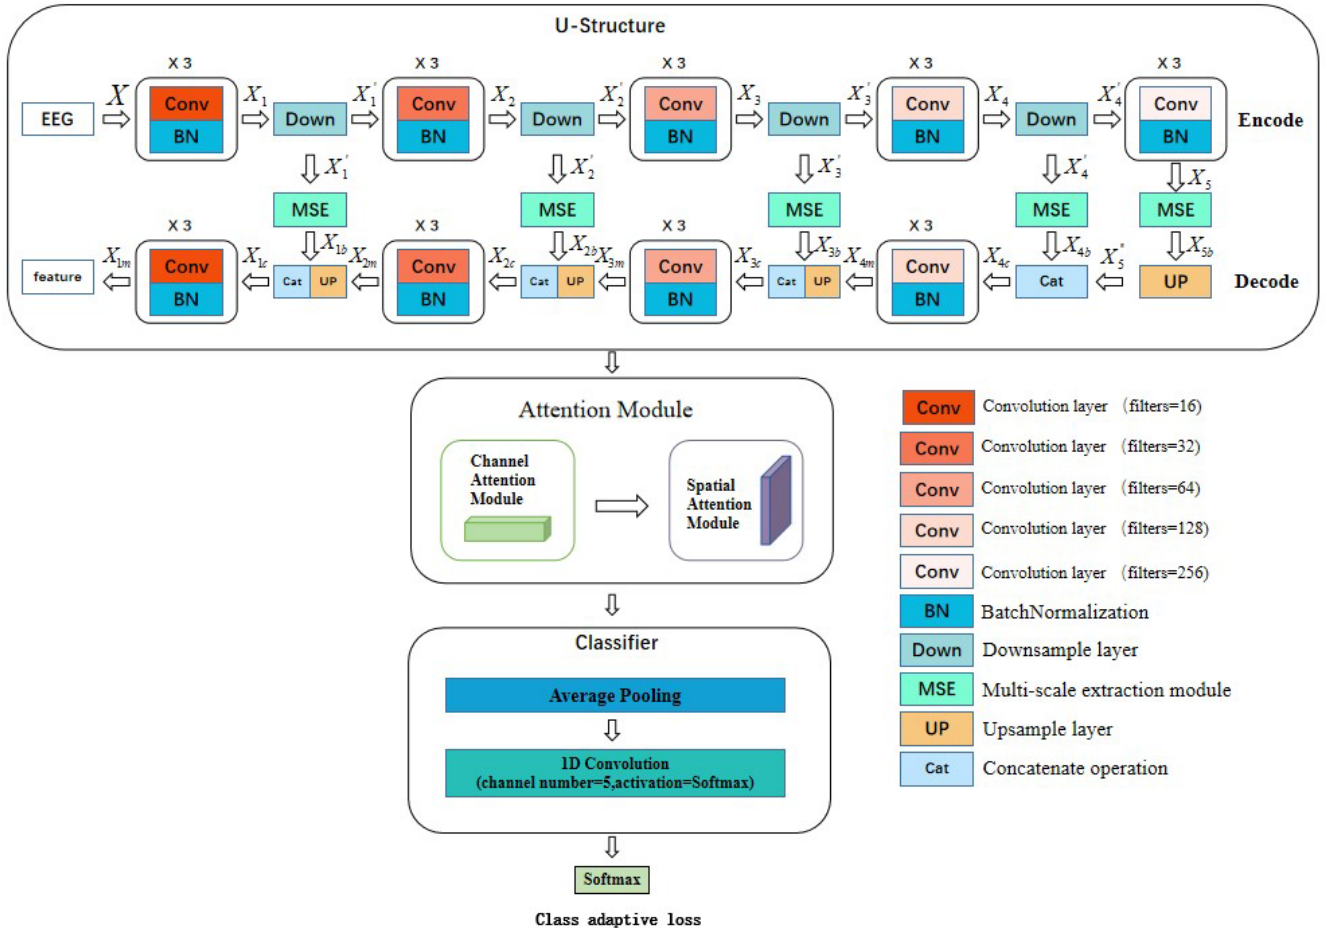 U-Structure
X 3
X 3
X 3
X 3
X 3
EEG
X
Conv
BN
X1
Down
X1'
Conv
BN
X2
Down
X2'
Conv
BN
X3
Down
X3'
Conv
BN
X4
Down
X4'
Conv
BN
Encode
X1'
X2'
X3'
X4'
X5
MSE
MSE
MSE
MSE
MSE
X 3
X 3
X 3
X 3
X1b
X2b
X3b
X4b
X5b
feature
X1m
Conv
BN
X1c
Cat
UP
X2m
Conv
BN
X2c
Cat
UP
X3m
Conv
BN
X3c
Cat
UP
X4m
Conv
BN
X4c
Cat
X5"
UP
Decode
Attention Module
Channel
Attention
Module
Spatial
Attention
Module
Classifier
Average Pooling
1D Convolution
(channel number=5,activation=Softmax)
Softmax
Class adaptive loss
Conv Convolution layer （filters=16)
Conv Convolution layer （filters=32)
Conv Convolution layer （filters=64)
Conv Convolution layer （filters=128)
Conv Convolution layer （filters=256)
BN BatchNormalization
Down Downsample layer
MSE Multi-scale extraction module
UP Upsample layer
Cat Concatenate operation